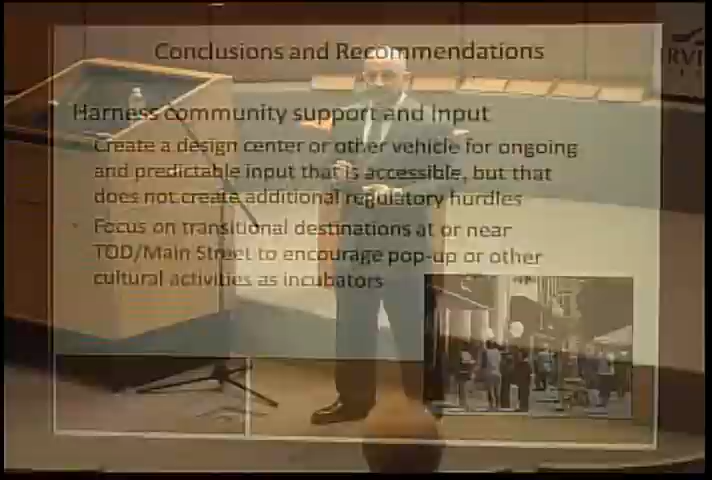 Conclusions and Recommendations
Harness community support and Input
Create a design center or other vehicle for ongoing
and predictable input that is accessible, but that
does not create additional regulatory hurdles
Focus on transitional destinations at or near
TOD/Main Street to encourage pop-up or other
cultural activities as incubators